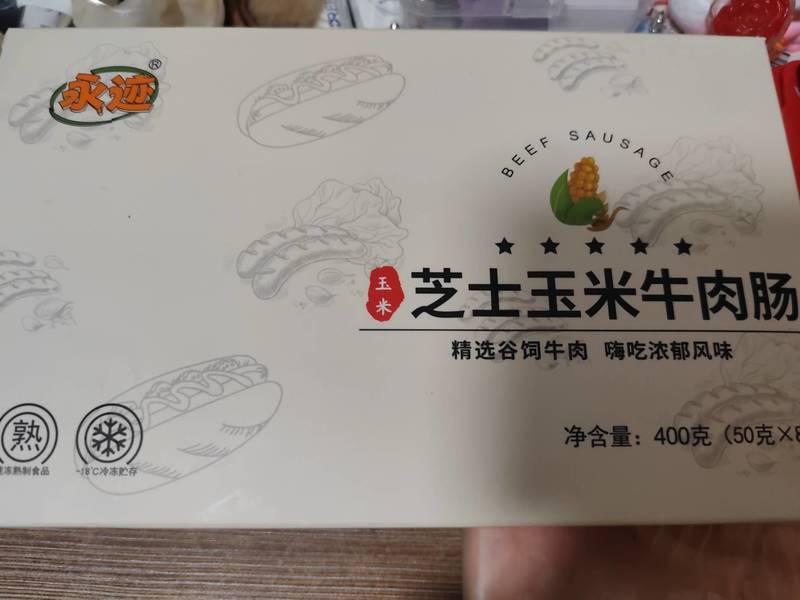 永迹®
BEEF SAUSAGE
玉米
芝士玉米牛肉肠
精选谷饲牛肉 嗨吃浓郁风味
净含量：400克（50克×8
熟
速冻熟制食品
-18℃冷冻贮存